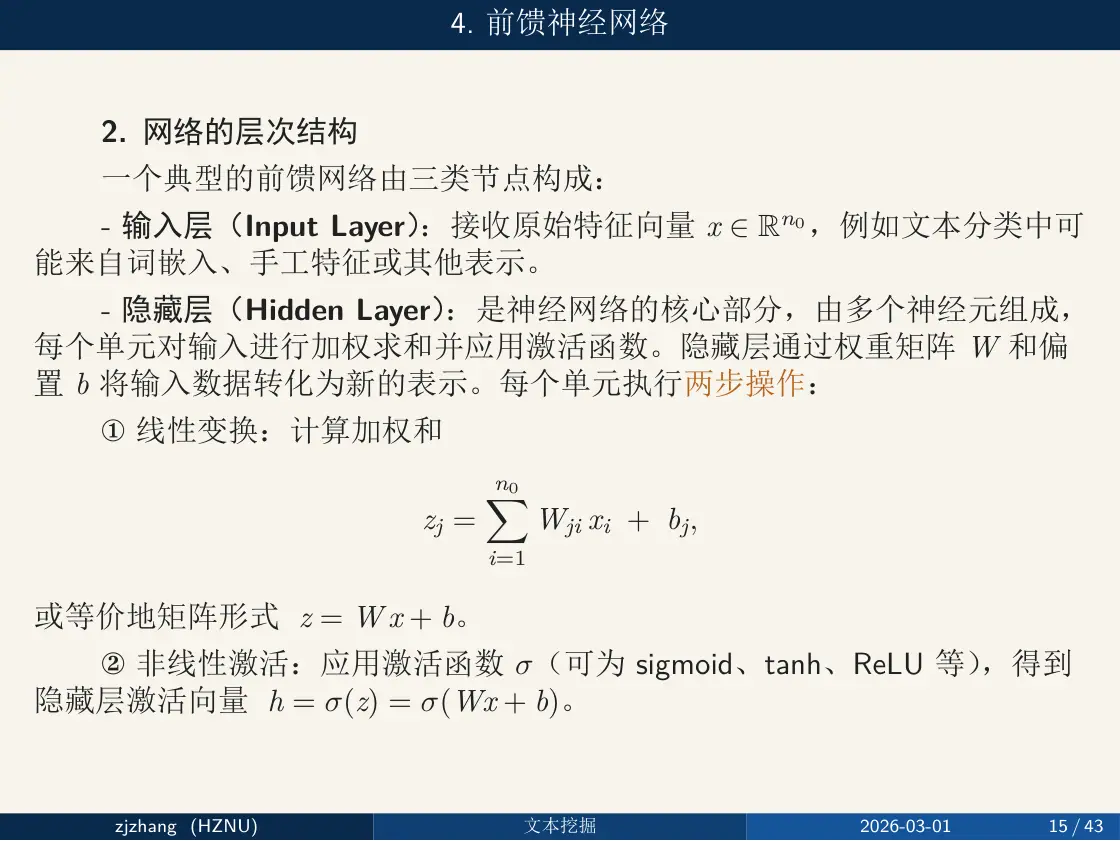 4. 前馈神经网络
2. 网络的层次结构
一个典型的前馈网络由三类节点构成：
- 输入层（Input Layer）：接收原始特征向量 x ∈ ℝ^{n_0}，例如文本分类中可
能来自词嵌入、手工特征或其他表示。
- 隐藏层（Hidden Layer）：是神经网络的核心部分，由多个神经元组成，
每个单元对输入进行加权求和并应用激活函数。隐藏层通过权重矩阵 W 和偏
置 b 将输入数据转化为新的表示。每个单元执行两步操作：
① 线性变换：计算加权和
z_j = \sum_{i=1}^{n_0} W_{ji} x_i + b_j,
或等价地矩阵形式 z = Wx + b。
② 非线性激活：应用激活函数 σ（可为 sigmoid、tanh、ReLU 等），得到
隐藏层激活向量 h = σ(z) = σ(Wx + b)。
zjzhang (HZNU) 文本挖掘 2026-03-01 15 / 43